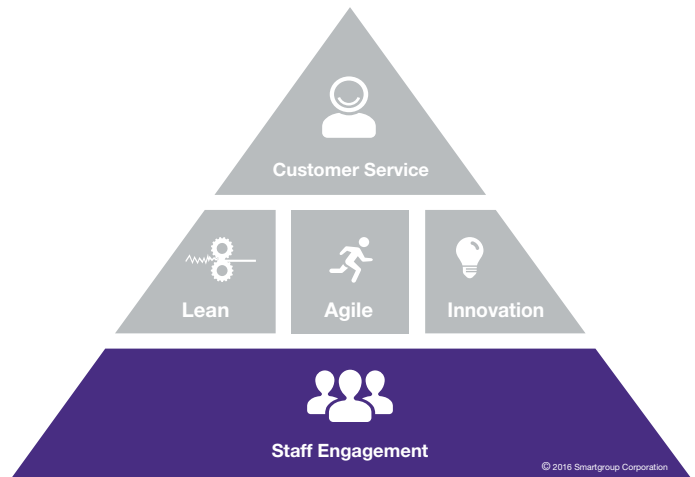 Customer Service
Lean
Agile
Innovation
Staff Engagement
© 2016 Smartgroup Corporation